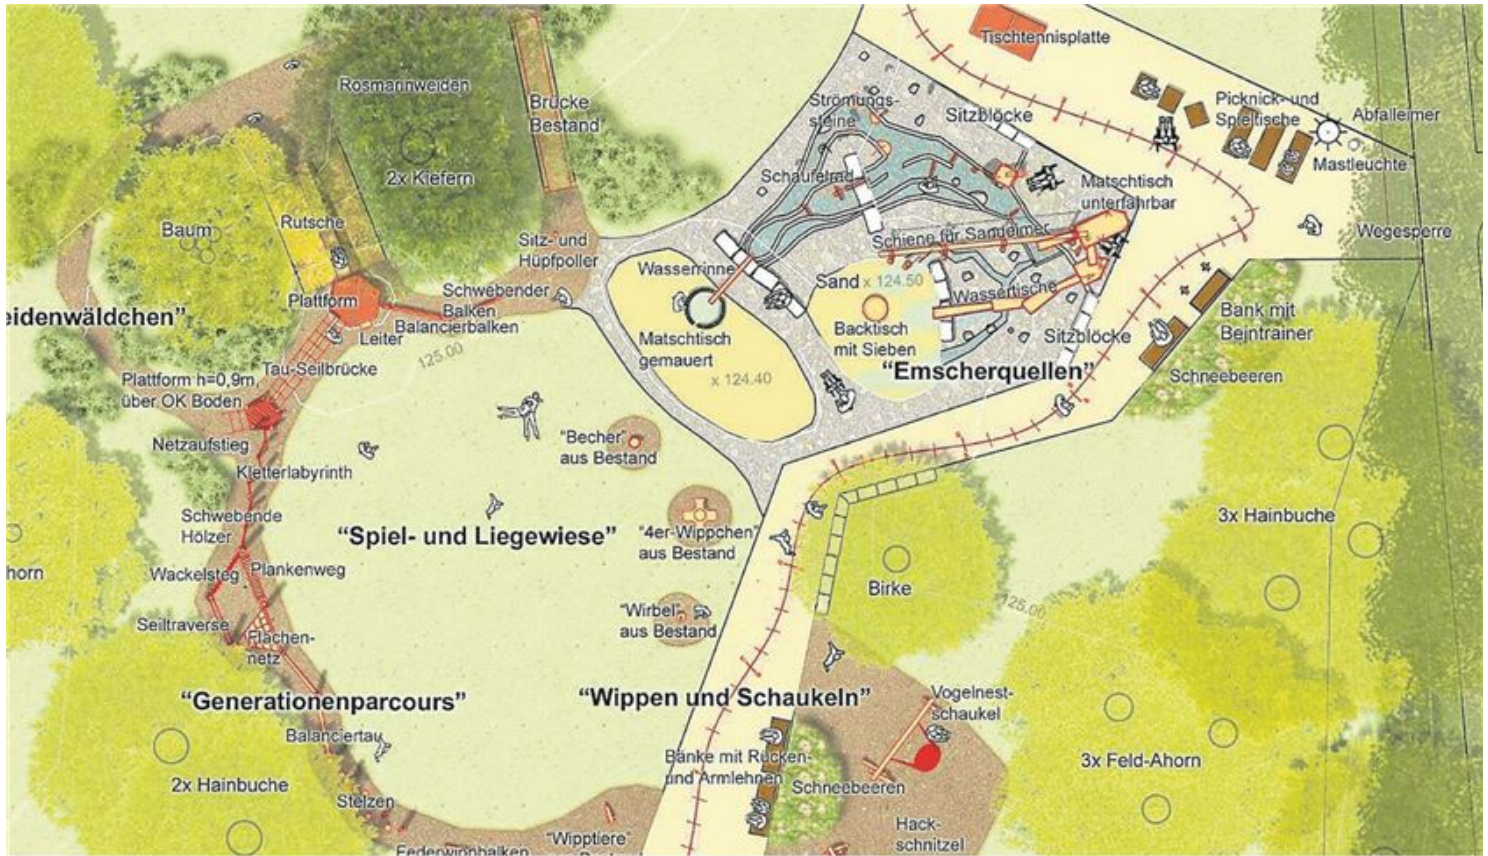 Tischtennisplatte
Rosmarinweiden
Brücke
Bestand
Strömungs-
steine
Sitzblöcke
Picknick- und
Spieltische
Abfalleimer
Mastleuchte
2x Kiefern
Schaufelrad
Matschtisch
unterfahrbar
Baum
Rutsche
Sitz- und
Hüpfpoller
Schiene für Sandeimer
Wegesperre
Wasserrinne
Sand x 124.50
Wassertische
Plattform
Schwebender
Balken
Balancierbalken
Leiter
eidenwäldchen”
Matschtisch
gemauert
Backtisch
mit Sieben
Sitzblöcke
Bank mit
Beintrainer
125.00
Tau-Seilbrücke
x 124.40
“Emscherquellen”
Schneebeeren
Plattform h=0,9m,
über OK Boden
Netzaufstieg
“Becher”
aus Bestand
Kletterlabyrinth
Schwebende
Hölzer
“Spiel- und Liegewiese”
“4er-Wippchen”
aus Bestand
3x Hainbuche
horn
Wackelsteg
Plankenweg
Birke
125.00
Seiltraverse
Flächen-
netz
“Wirbel”
aus Bestand
“Generationenparcours”
“Wippen und Schaukeln”
Vogelnest-
schaukel
Balanciertau
Bänke mit Rücken-
und Armlehnen
3x Feld-Ahorn
2x Hainbuche
Schneebeeren
Stelzen
Hack-
schnitzel
“Wipptiere”
Federwippbalken